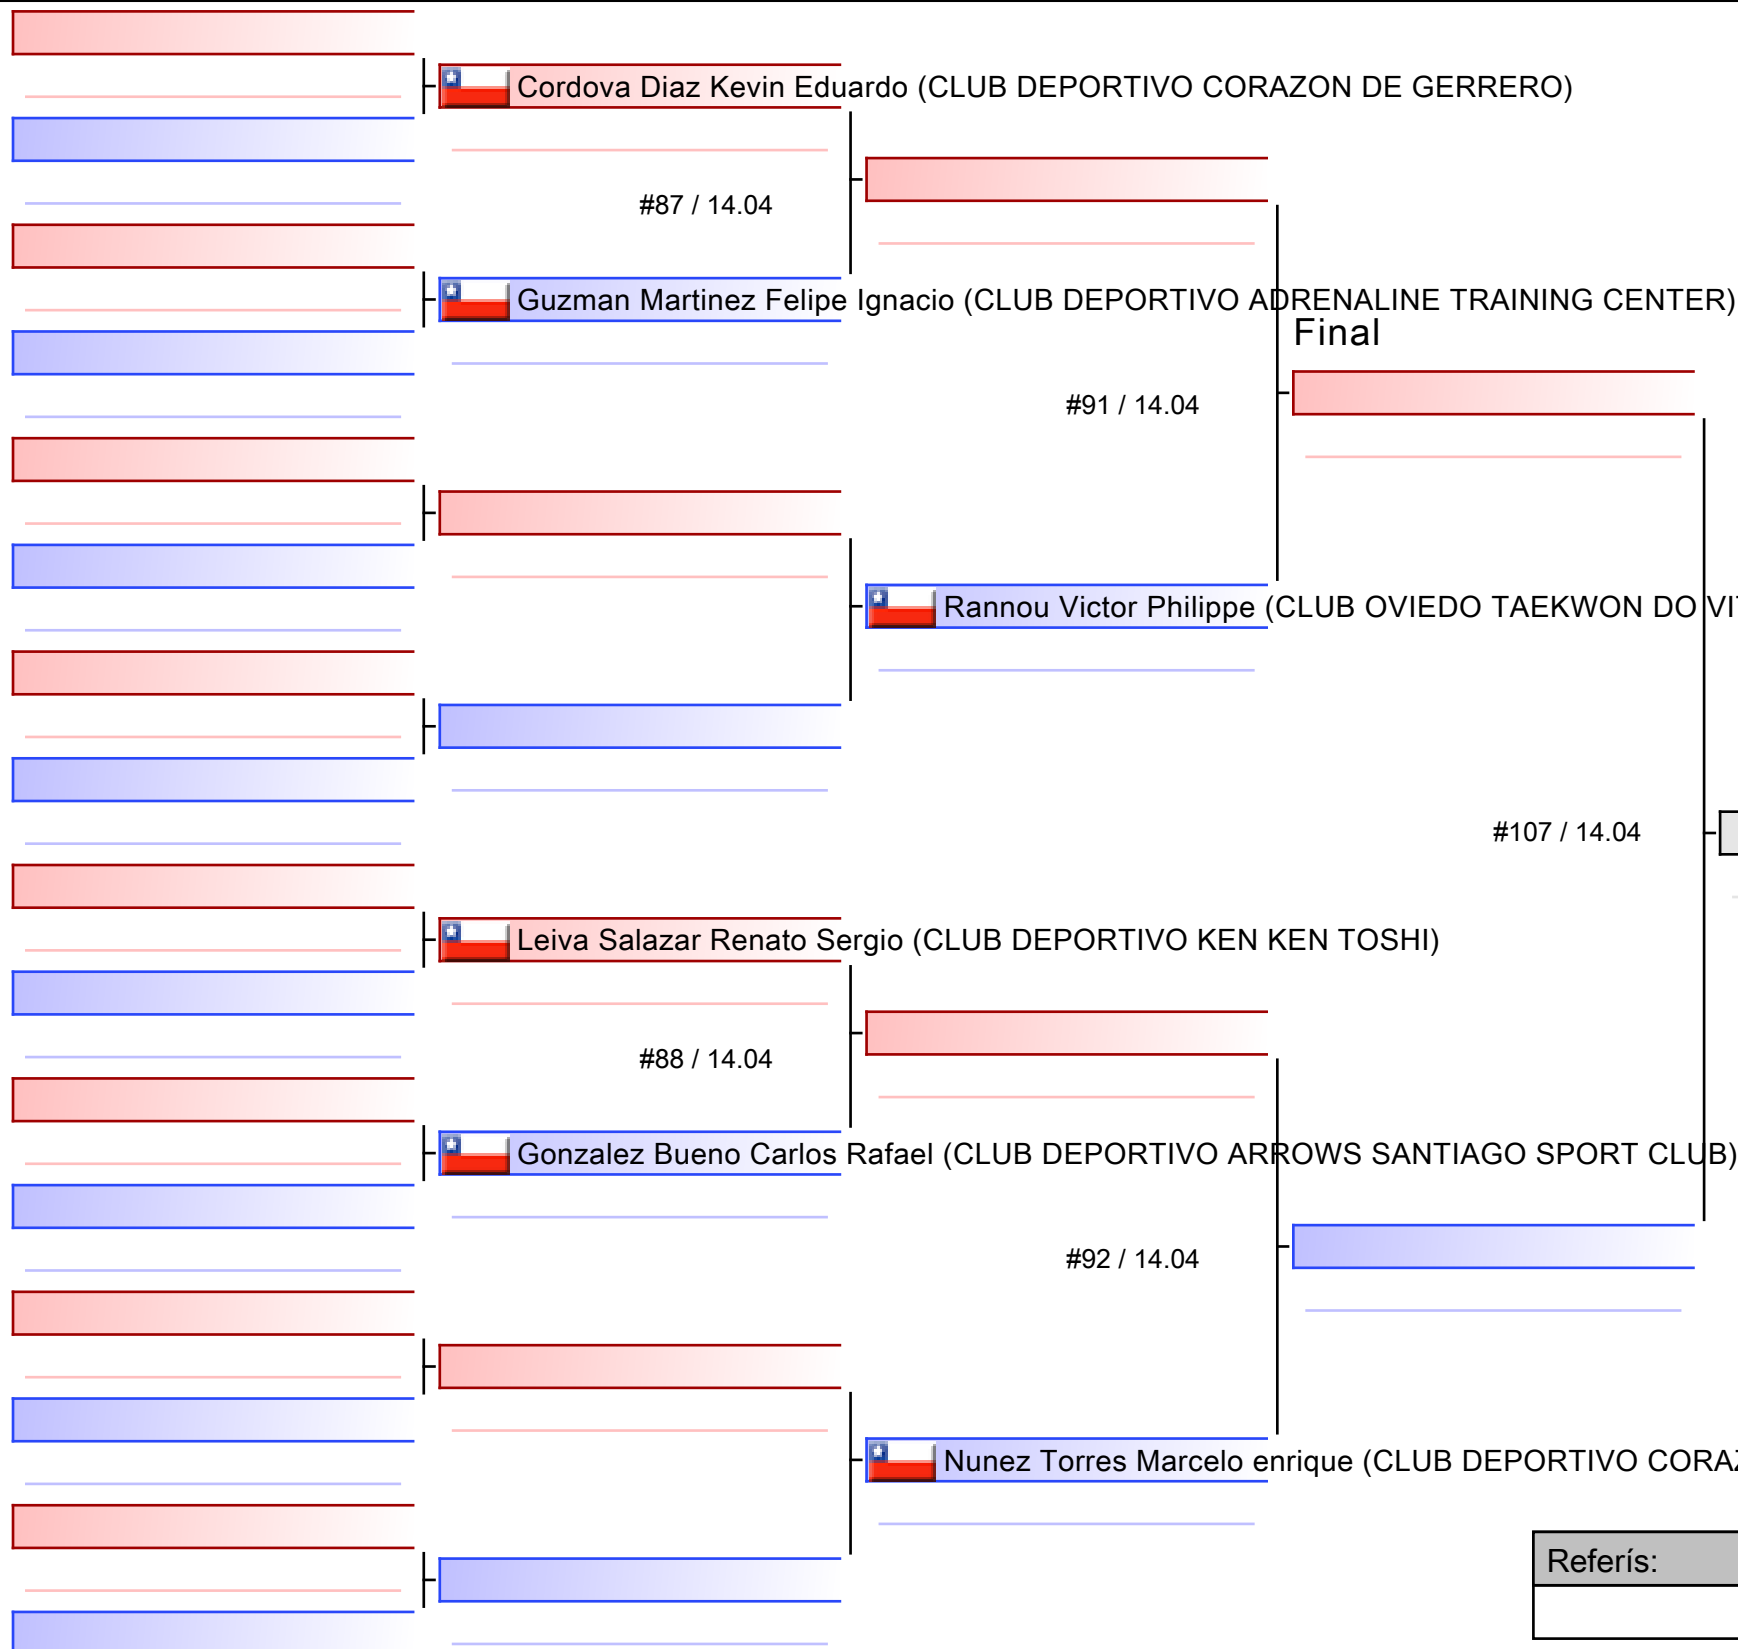 Cordova Diaz Kevin Eduardo (CLUB DEPORTIVO CORAZON DE GERRERO)
#87 / 14.04
Guzman Martinez Felipe Ignacio (CLUB DEPORTIVO ADRENALINE TRAINING CENTER)
Final
#91 / 14.04
Rannou Victor Philippe (CLUB OVIEDO TAEKWON DO
#107 / 14.04
Leiva Salazar Renato Sergio (CLUB DEPORTIVO KEN KEN TOSHI)
#88 / 14.04
Gonzalez Bueno Carlos Rafael (CLUB DEPORTIVO ARROWS SANTIAGO SPORT CLUB)
#92 / 14.04
Nunez Torres Marcelo enrique (CLUB DEPORTIVO
Referís: